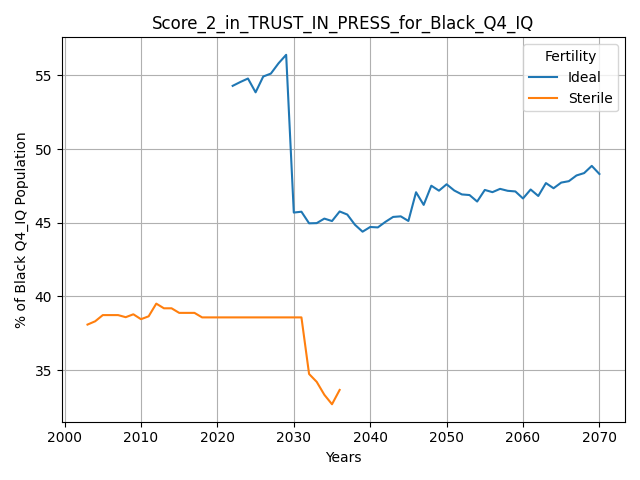 Score_2_in_TRUST_IN_PRESS_for_Black_Q4_IQ
Fertility
Ideal
Sterile
% of Black Q4_IQ Population
55
50
45
40
35
2000
2010
2020
2030
2040
2050
2060
2070
Years